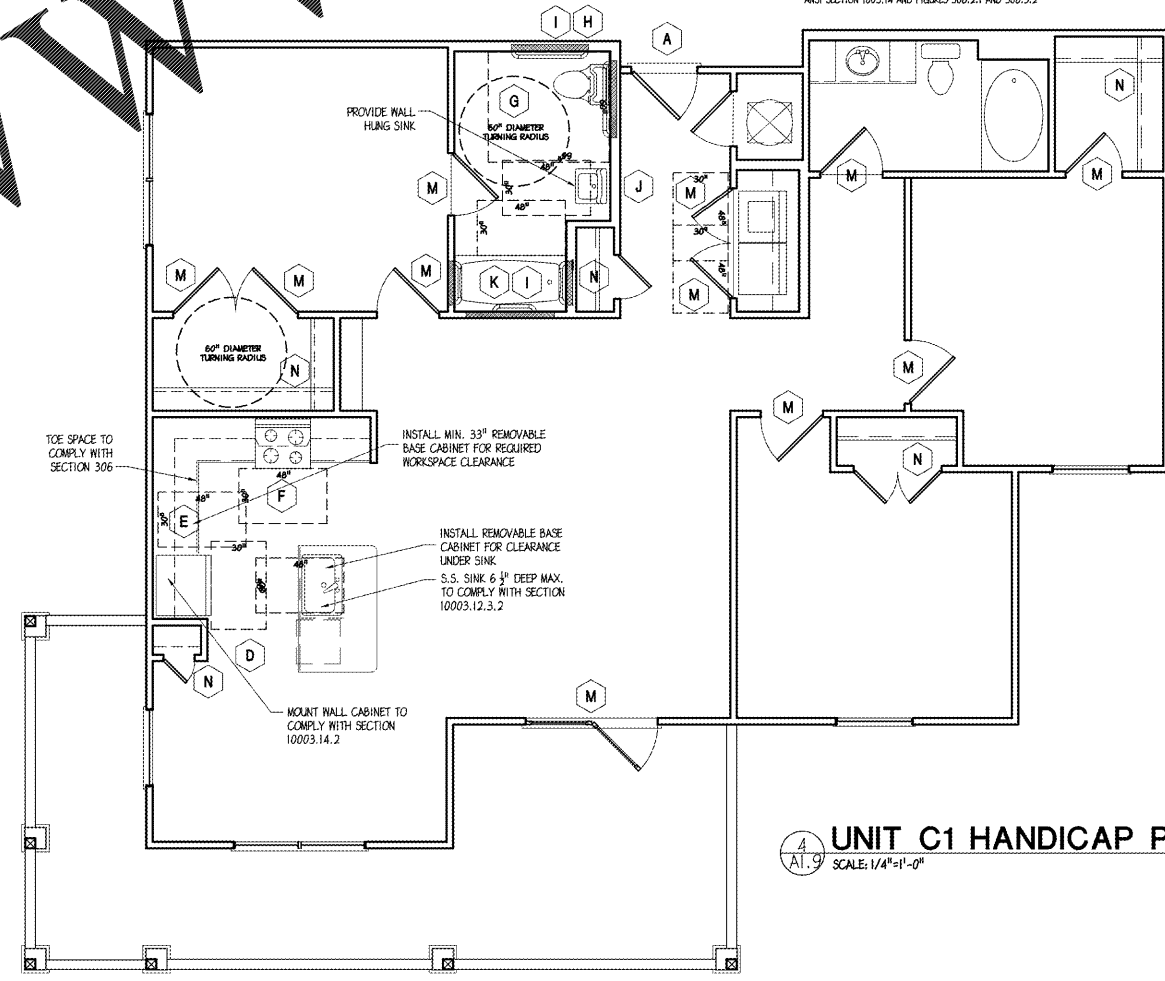 ANSI SECTION 1003.14 AND FIGURES 308.2.1 AND 308.3.2
I H
A
N
G
PROVIDE WALL
HUNG SINK
60" DIAMETER
TURNING RADIUS
48"
30"
48"
30"
M
J
M
30"
48"
30"
48"
M
M
M
M
M
M
K I
N
60" DIAMETER
TURNING RADIUS
N
M
M
N
TOE SPACE TO
COMPLY WITH
SECTION 306
INSTALL MIN. 33" REMOVABLE
BASE CABINET FOR REQUIRED
WORKSPACE CLEARANCE
48"
F
48"
30"
E
30"
INSTALL REMOVABLE BASE
CABINET FOR CLEARANCE
UNDER SINK
48"
S.S. SINK 6 ½" DEEP MAX.
TO COMPLY WITH SECTION
10003.12.3.2
D
N
M
MOUNT WALL CABINET TO
COMPLY WITH SECTION
10003.14.2
4
A1.9
UNIT C1 HANDICAP P
SCALE: 1/4"=1'-0"